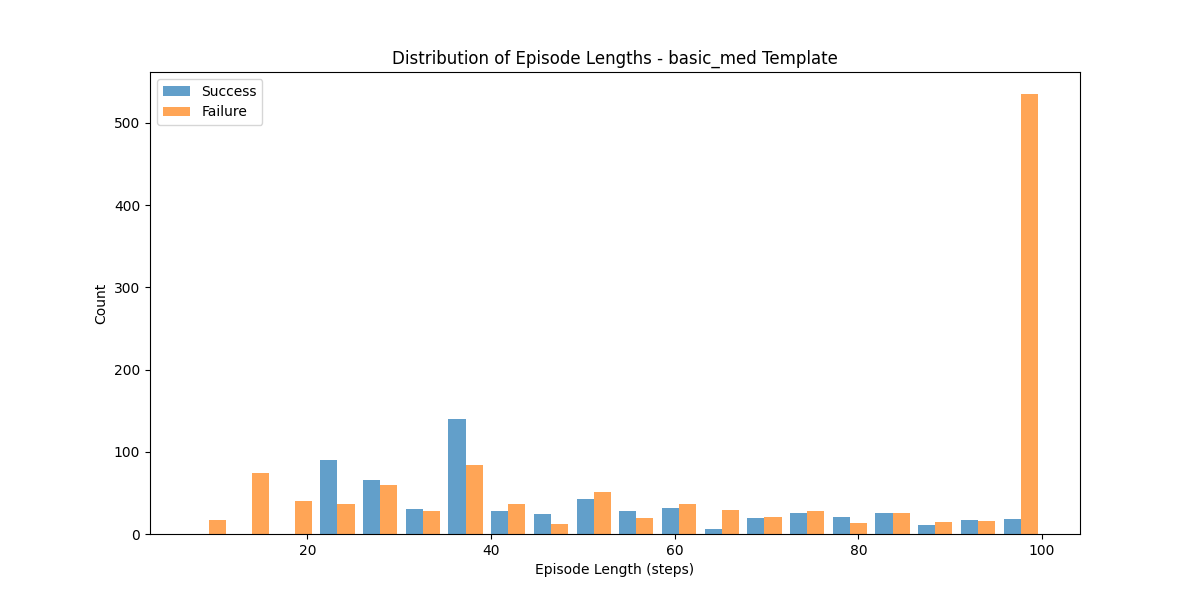 Distribution of Episode Lengths - basic_med Template
Success
Failure
500
400
300
200
100
0
Count
20
40
60
80
100
Episode Length (steps)